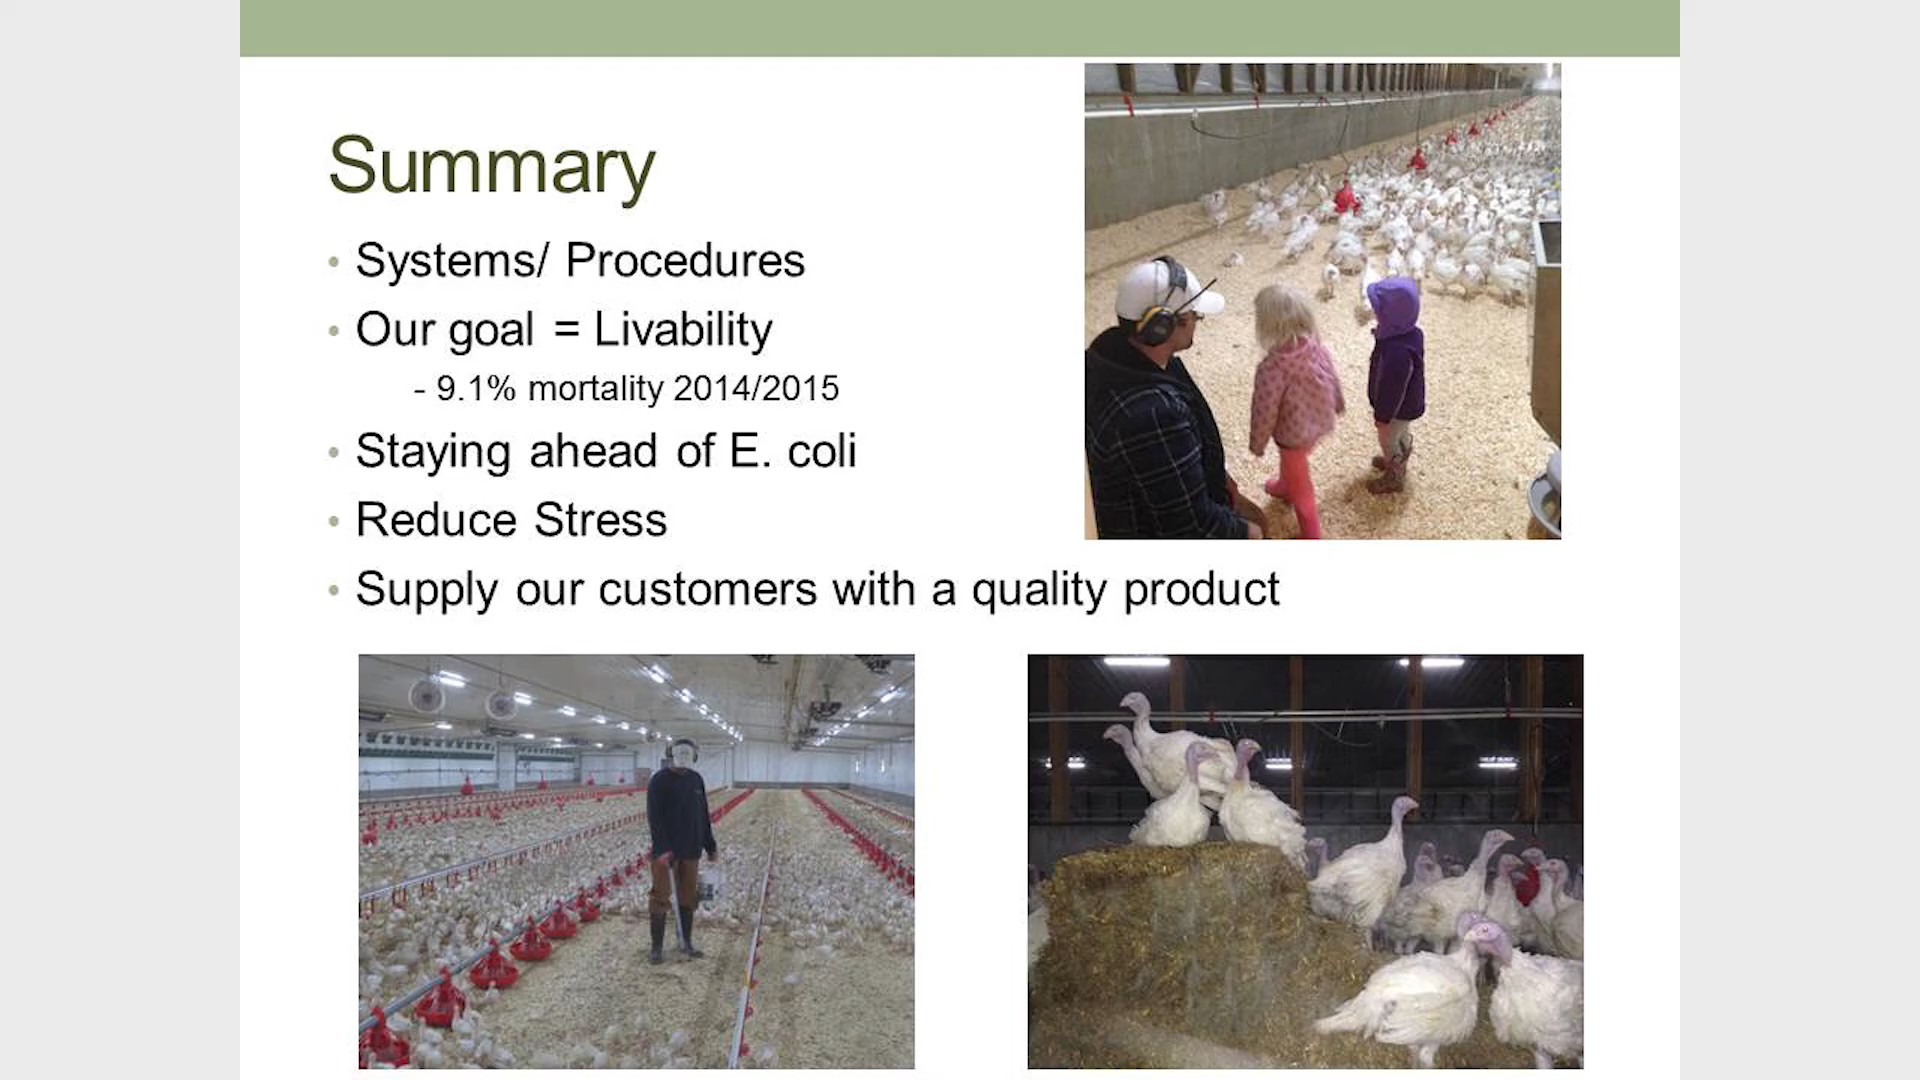 Summary
• Systems/ Procedures
• Our goal = Livability
- 9.1% mortality 2014/2015
• Staying ahead of E. coli
• Reduce Stress
• Supply our customers with a quality product